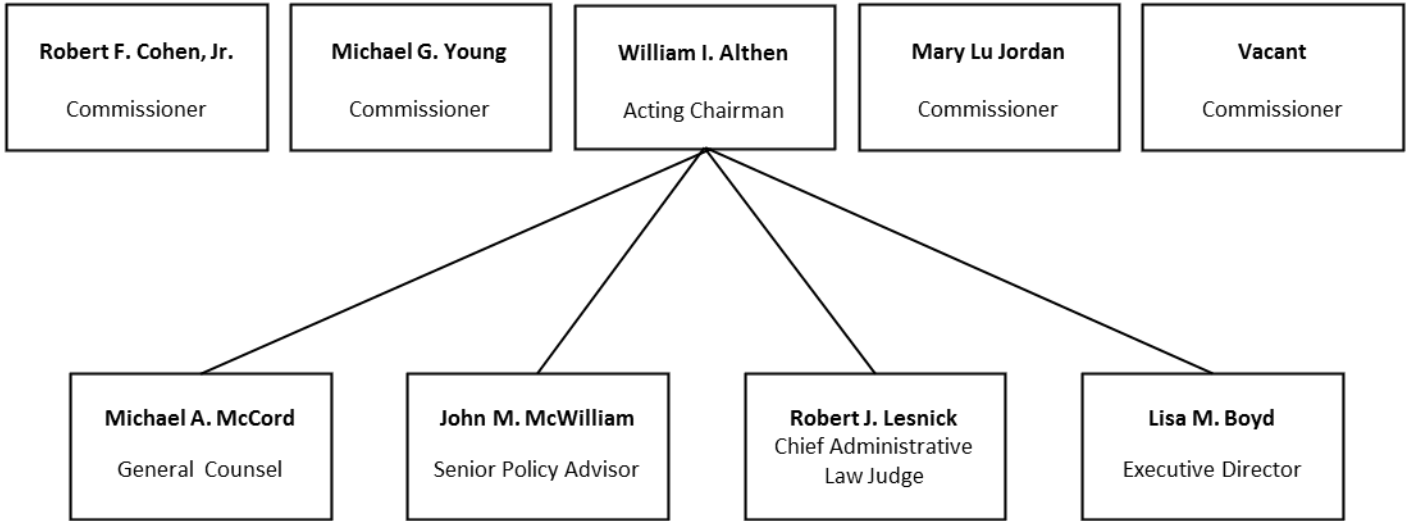 Robert F. Cohen, Jr.
Commissioner
Michael G. Young
Commissioner
William I. Althen
Acting Chairman
Mary Lu Jordan
Commissioner
Vacant
Commissioner
Michael A. McCord
General Counsel
John M. McWilliam
Senior Policy Advisor
Robert J. Lesnick
Chief Administrative
Law Judge
Lisa M. Boyd
Executive Director